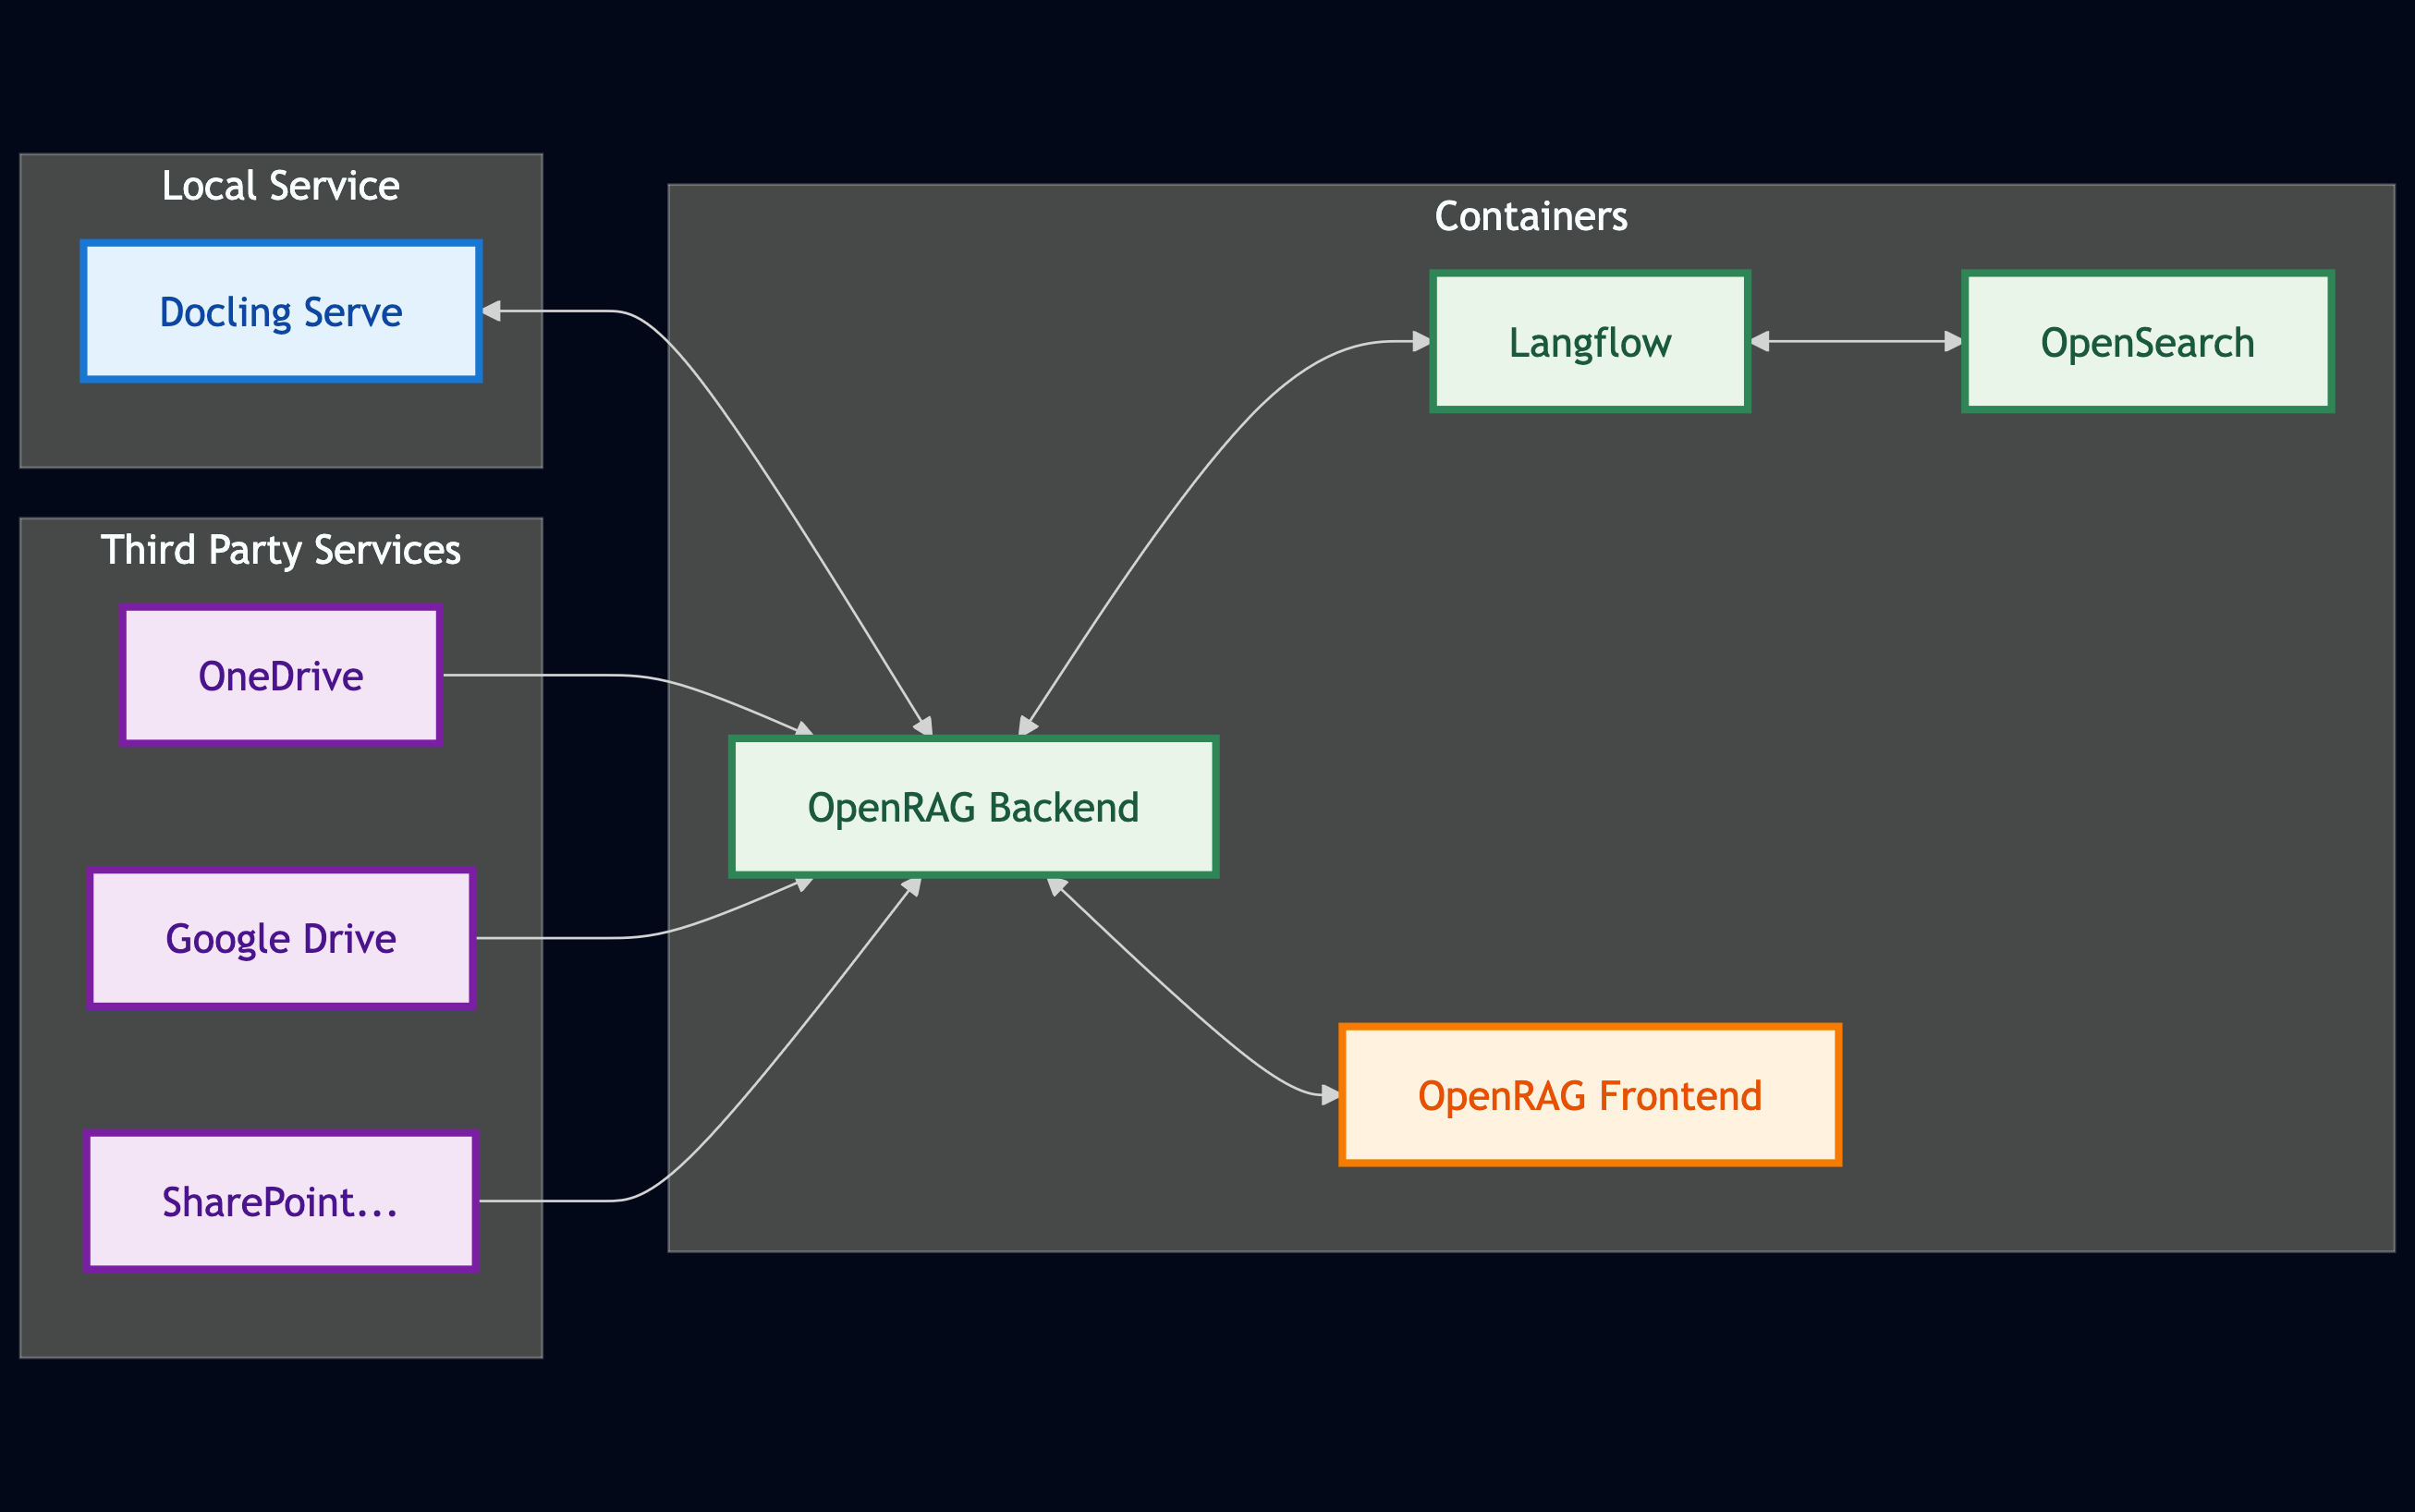 Local Service
Docling Serve
Third Party Services
OneDrive
Google Drive
SharePoint...
Containers
Langflow
OpenSearch
OpenRAG Backend
OpenRAG Frontend